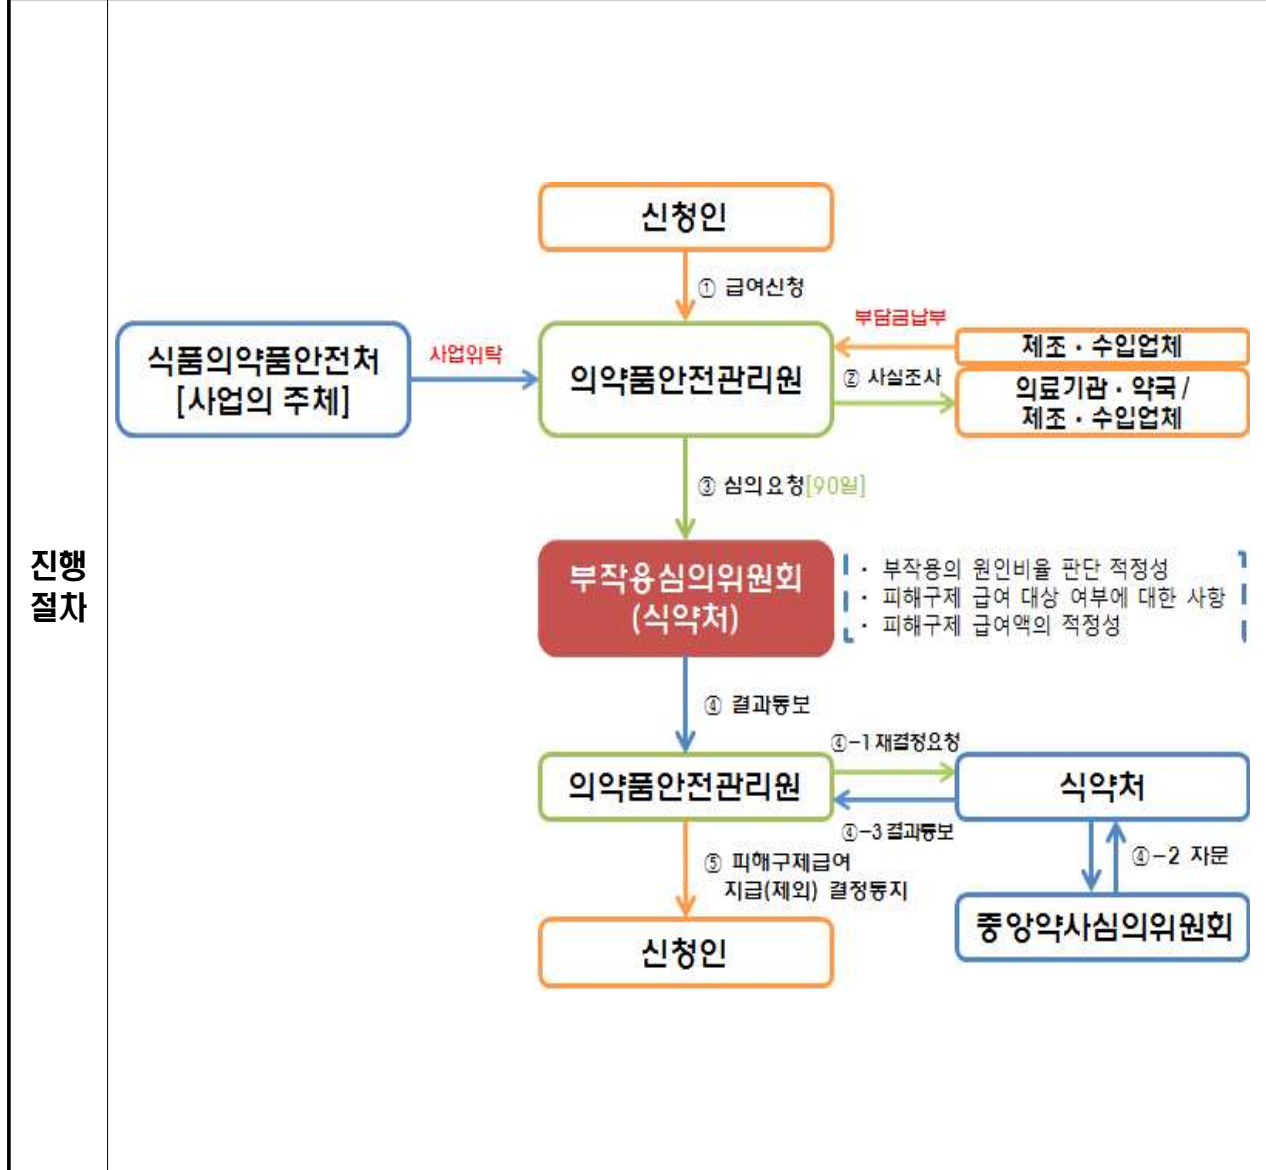 진행
절차
신청인
① 급여신청
식품의약품안전처
[사업의 주체]
사업위탁
의약품안전관리원
부담금납부
② 사실조사
제조 · 수입업체
의료기관 · 약국 /
제조 · 수입업체
③ 심의요청[90일]
부작용심의위원회
(식약처)
· 부작용의 원인비율 판단 적정성
· 피해구제 급여 대상 여부에 대한 사항
· 피해구제 급여액의 적정성
④ 결과통보
의약품안전관리원
④-1 재결정요청
식약처
④-3 결과통보
④-2 자문
중앙약사심의위원회
⑤ 피해구제급여
지급(제외) 결정통지
신청인